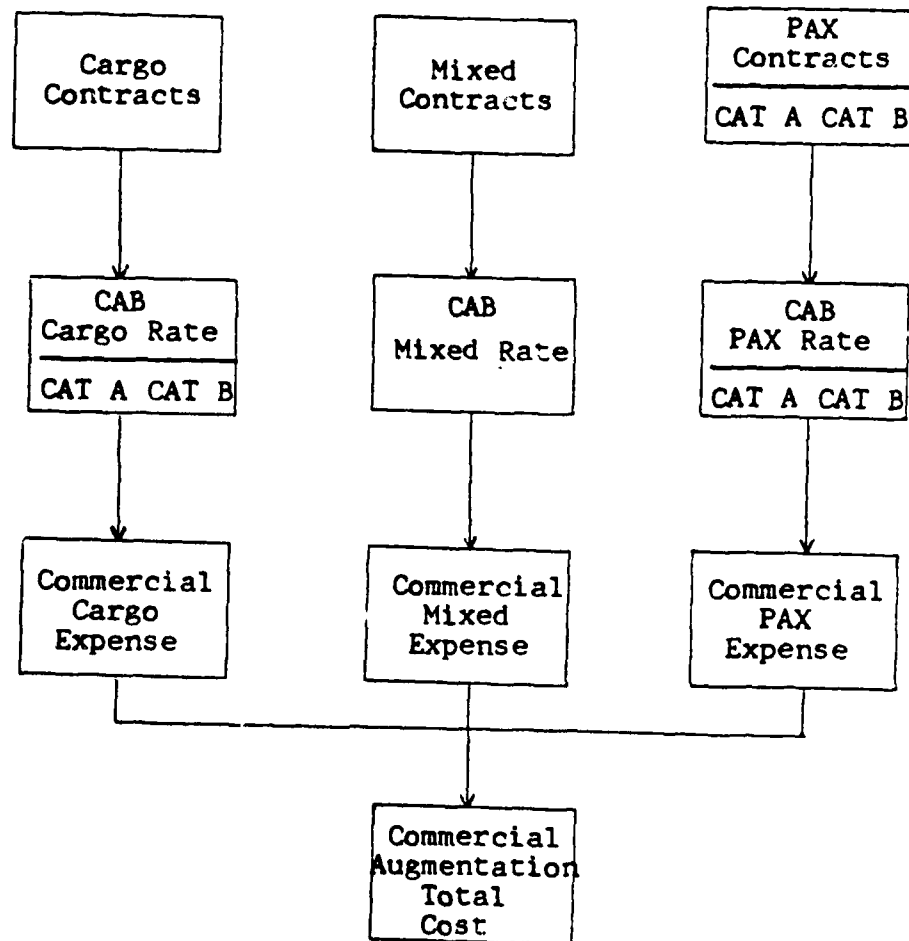 Cargo
Contracts
Mixed
Contracts
PAX
Contracts
CAT A CAT B
CAB
Cargo Rate
CAT A CAT B
CAB
Mixed Rate
CAB
PAX Rate
CAT A CAT B
Commercial
Cargo
Expense
Commercial
Mixed
Expense
Commercial
PAX
Expense
Commercial
Augmentation
Total
Cost